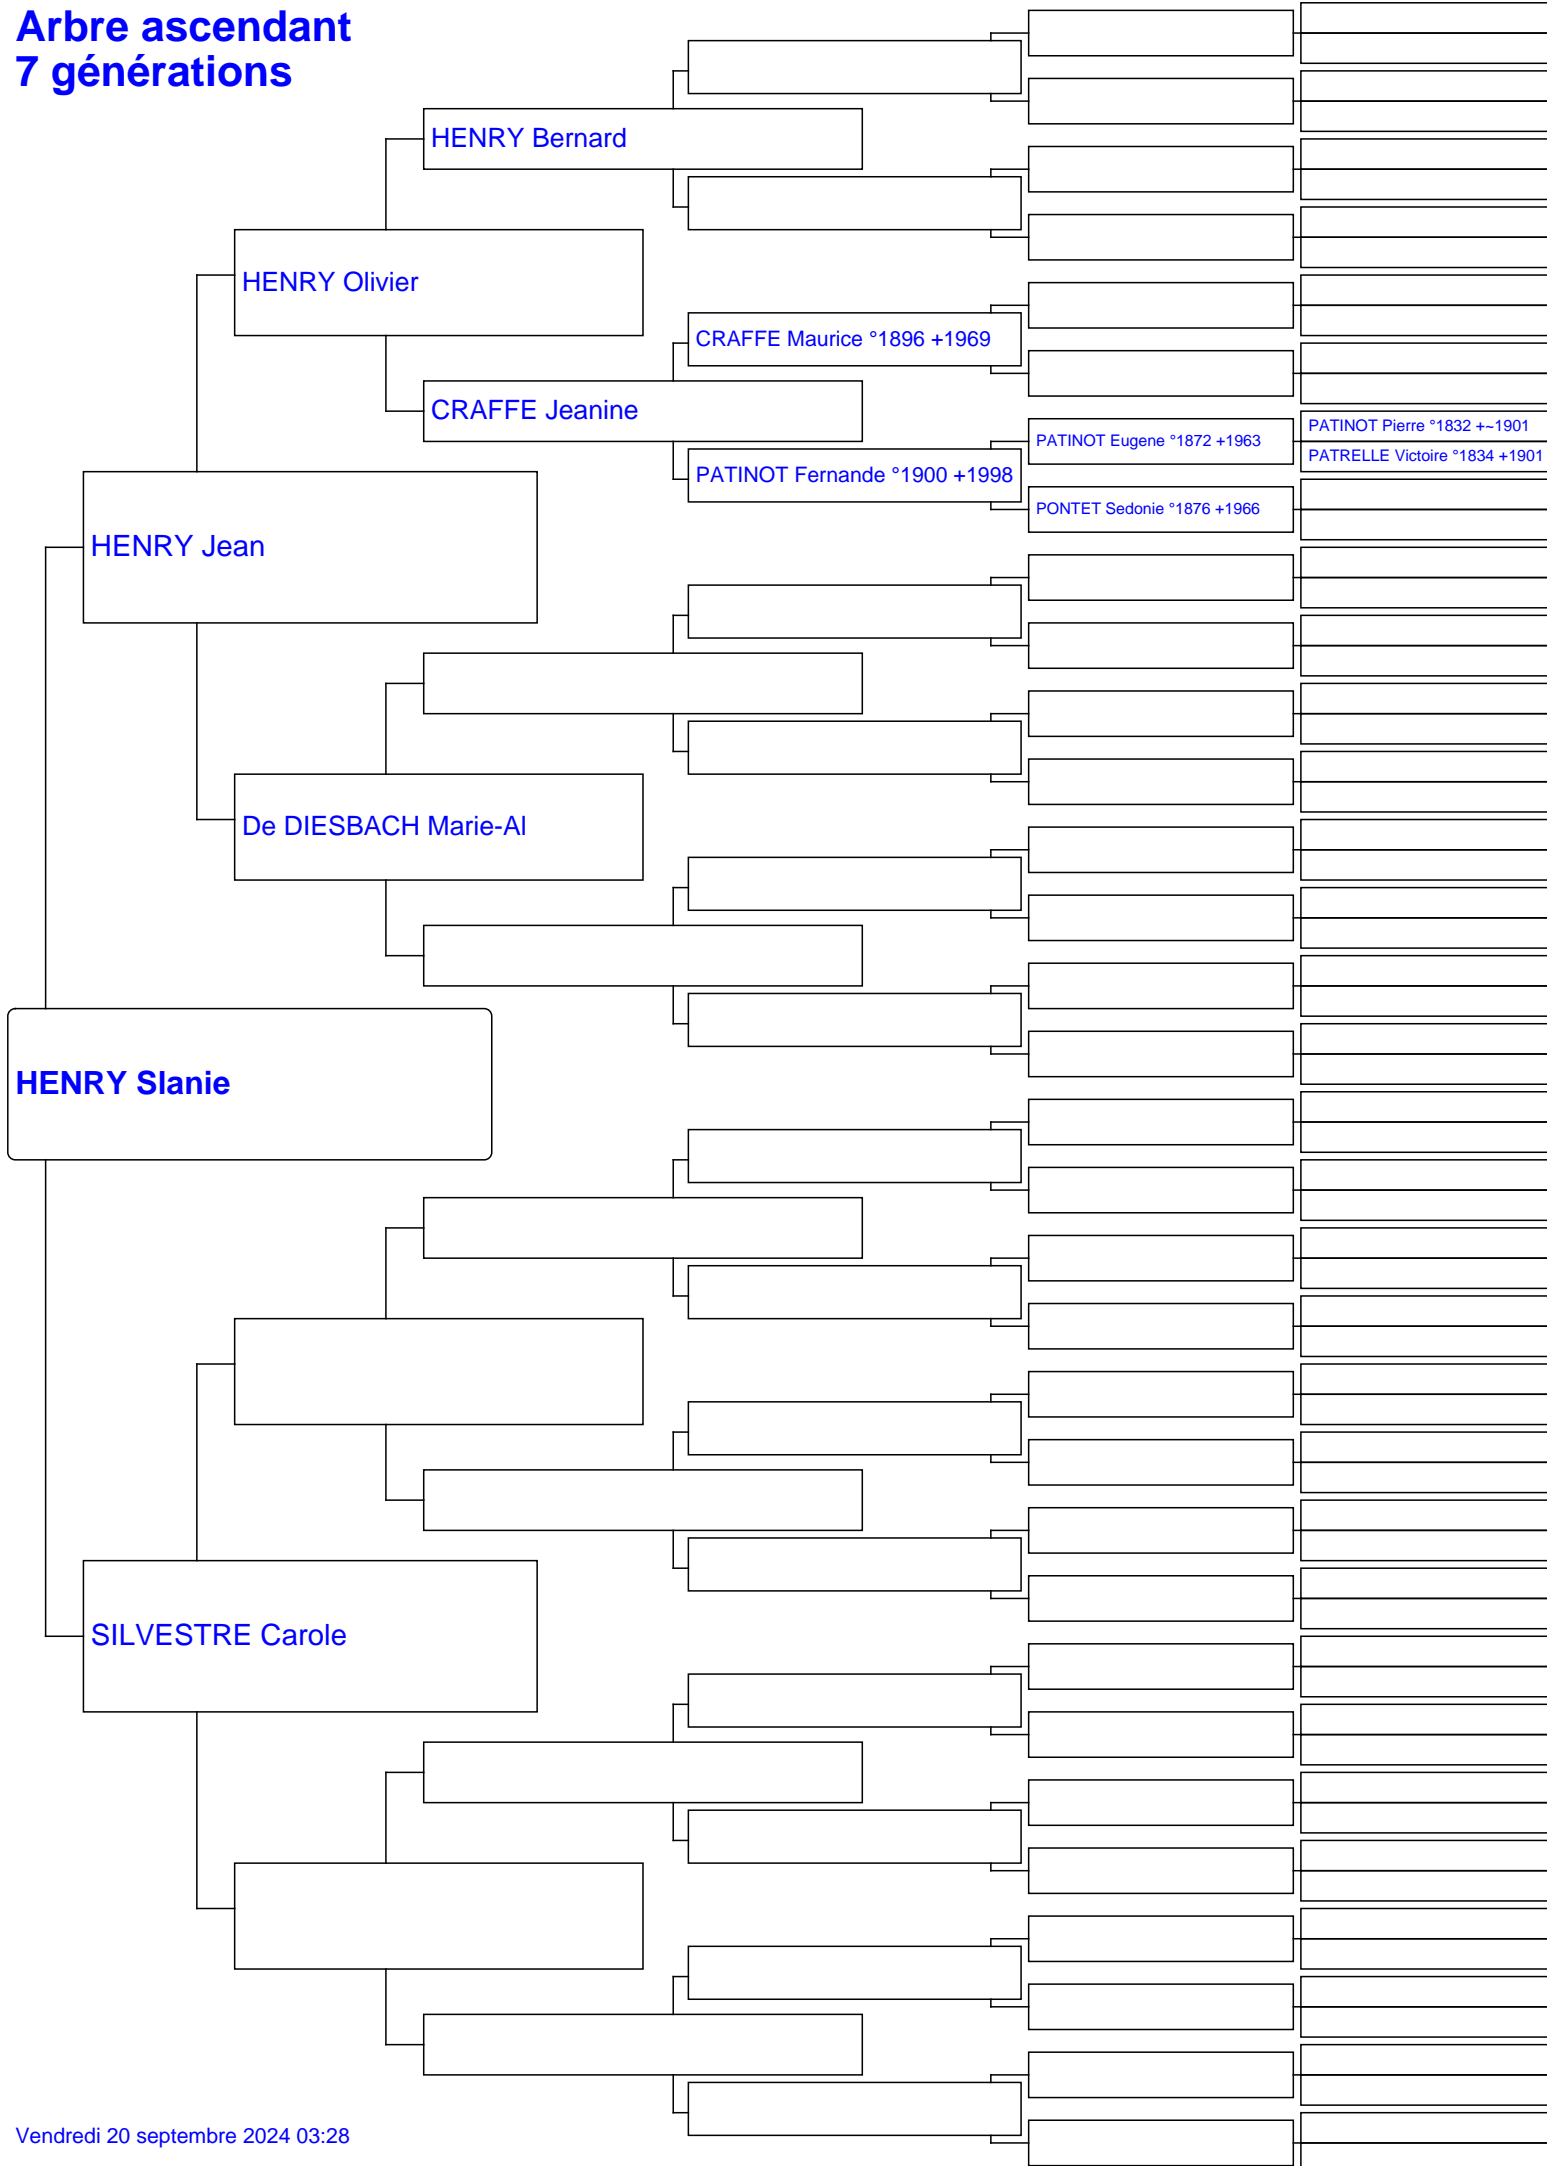 Arbre ascendant
7 générations
HENRY Bernard
HENRY Olivier
CRAFFE Maurice °1896 +1969
CRAFFE Jeanine
PATINOT Pierre °1832 +~1901
PATINOT Eugene °1872 +1963
PATRELLE Victoire °1834 +1901
PATINOT Fernande °1900 +1998
PONTET Sedonie °1876 +1966
HENRY Jean
De DIESBACH Marie-Al
HENRY Slanie
SILVESTRE Carole
Vendredi 20 septembre 2024 03:28